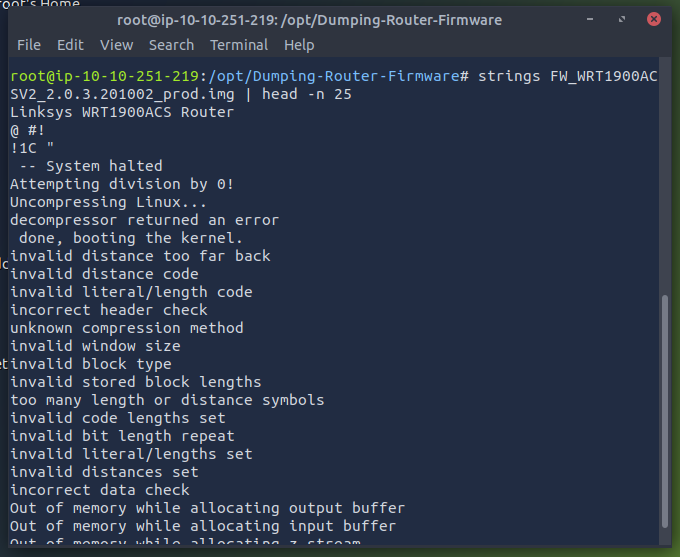 root's Home
root@ip-10-10-251-219: /opt/Dumping-Router-Firmware
File Edit View Search Terminal Help
root@ip-10-10-251-219:/opt/Dumping-Router-Firmware# strings FW_WRT1900AC
SV2_2.0.3.201002_prod.img | head -n 25
Linksys WRT1900ACS Router
@ #!
!1C "
 -- System halted
Attempting division by 0!
Uncompressing Linux...
decompressor returned an error
 done, booting the kernel.
invalid distance too far back
invalid distance code
invalid literal/length code
incorrect header check
unknown compression method
invalid window size
invalid block type
invalid stored block lengths
too many length or distance symbols
invalid code lengths set
invalid bit length repeat
invalid literal/lengths set
invalid distances set
incorrect data check
Out of memory while allocating output buffer
Out of memory while allocating input buffer
Out of memory while allocating z_stream